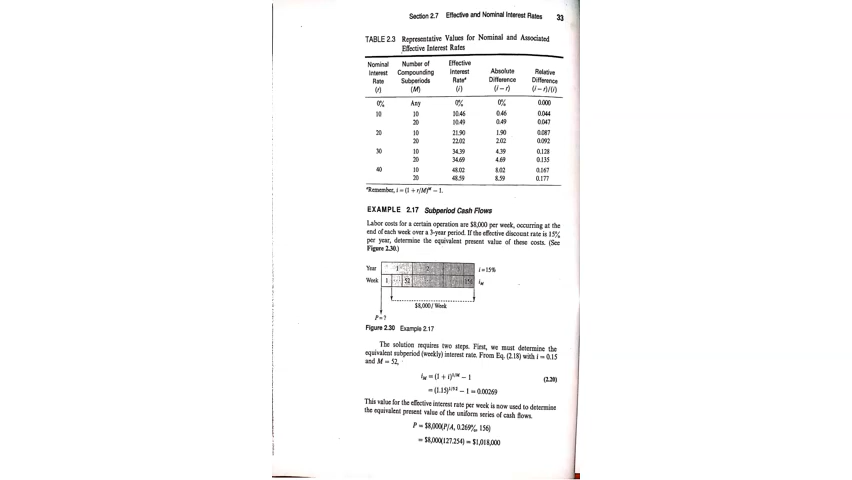 Section 2.7 Effective and Nominal Interest Rates 33
TABLE 2.3 Representative Values for Nominal and Associated
Effective Interest Rates
Nominal Number of Effective
Interest Compounding Interest Absolute Relative
Rate Subperiods Rate* Difference Difference
(r) (M) (i) (i-r) (i-r)/(i)
0% Any 0% 0% 0.000
10 10 10.46 0.46 0.044
20 10.49 0.49 0.047
20 10 21.90 1.90 0.087
20 22.02 2.02 0.092
30 10 34.39 4.39 0.128
20 34.69 4.69 0.135
40 10 48.02 8.02 0.167
20 48.59 8.59 0.177
*Remember, i = (1 + r/M)^M - 1.
EXAMPLE 2.17 Subperiod Cash Flows
Labor costs for a certain operation are $8,000 per week, occurring at the
end of each week over a 3-year period. If the effective discount rate is 15%
per year, determine the equivalent present value of these costs. (See
Figure 2.30.)
Year 1 2 i = 15%
Week 1 ... 52 156 i_M
$8,000/ Week
P = ?
Figure 2.30 Example 2.17
The solution requires two steps. First, we must determine the
equivalent subperiod (weekly) interest rate. From Eq. (2.18) with i = 0.15
and M = 52,
i_M = (1 + i)^1/M - 1 (2.20)
= (1.15)^1/52 - 1 = 0.00269
This value for the effective interest rate per week is now used to determine
the equivalent present value of the uniform series of cash flows.
P = $8,000(P/A, 0.269%, 156)
= $8,000(127.254) = $1,018,000